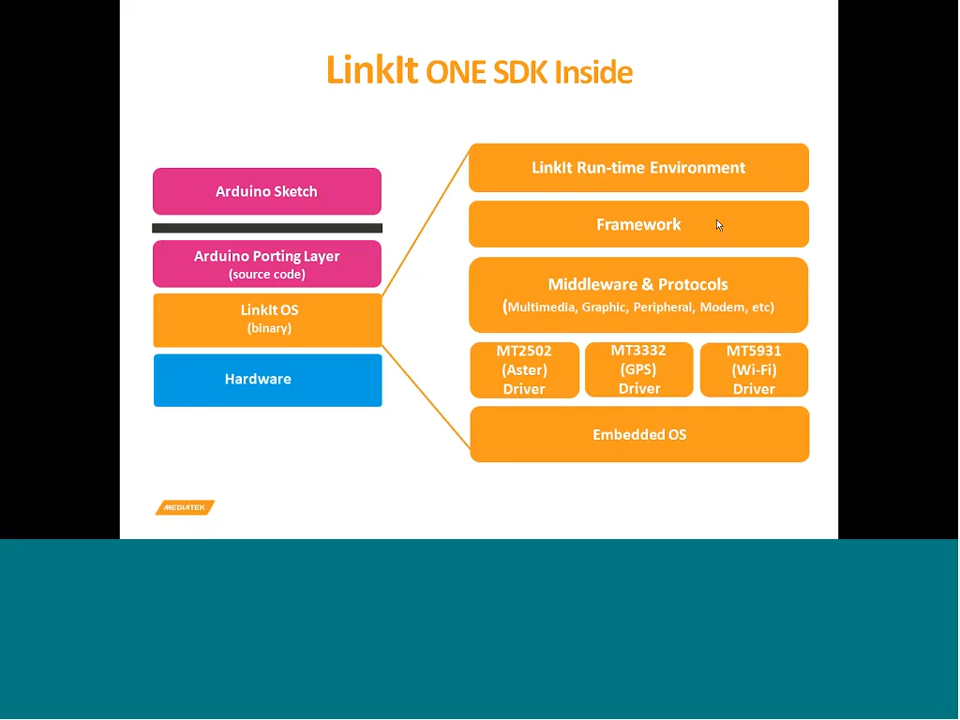 LinkIt ONE SDK Inside
Arduino Sketch
Arduino Porting Layer
(source code)
LinkIt OS
(binary)
Hardware
LinkIt Run-time Environment
Framework
Middleware & Protocols
(Multimedia, Graphic, Peripheral, Modem, etc)
MT2502
(Aster)
Driver
MT3332
(GPS)
Driver
MT5931
(Wi-Fi)
Driver
Embedded OS
MEDIATEK